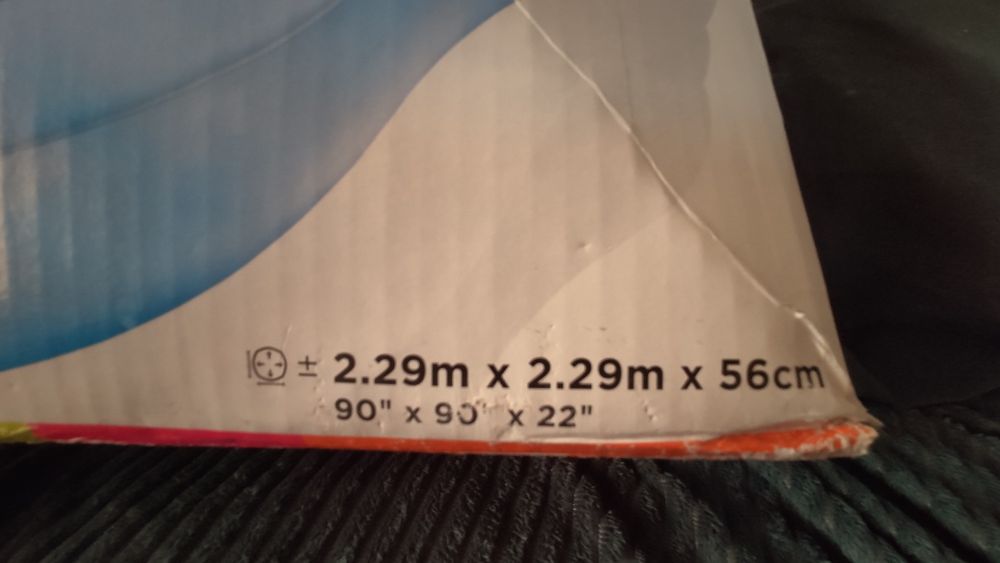 ± 2.29m x 2.29m x 56cm
90" x 90" x 22"